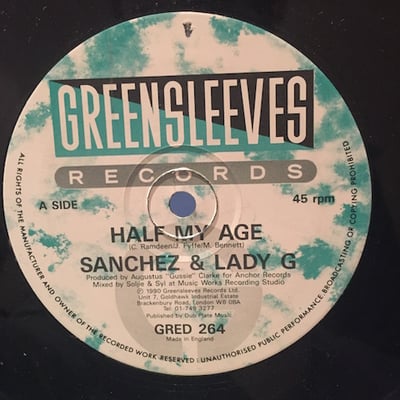 GREENSLEEVES
RECORDS
A SIDE
45 rpm
HALF MY AGE
(C. Ramdeen/J. Fyffe/M. Bennett)
SANCHEZ & LADY G
Produced by Augustus "Gussie" Clarke for Anchor Records
Mixed by Soljie & Syl at Music Works Recording Studio
℗ 1990 Greensleeves Records Ltd.
Unit 7, Goldhawk Industrial Estate
Brackenbury Road, London W6 0BA
Tel: 01-749 3277
Published by Dub Plate Music
GRED 264
Made in England
ALL RIGHTS OF THE MANUFACTURER AND OWNER OF THE RECORDED WORK RESERVED | UNAUTHORISED PUBLIC PERFORMANCE·BROADCASTING OR COPYING PROHIBITED